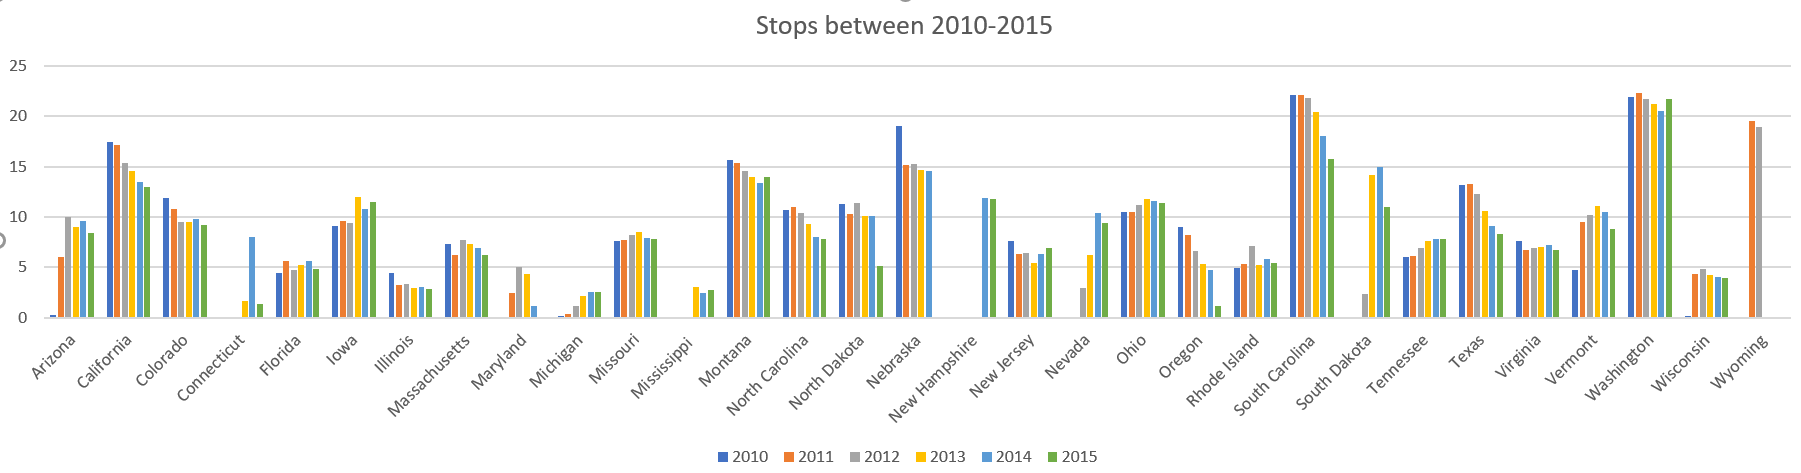 Stops between 2010-2015
25
20
15
10
5
0
Arizona
California
Colorado
Connecticut
Florida
Iowa
Illinois
Massachusetts
Maryland
Michigan
Missouri
Mississippi
Montana
North Carolina
North Dakota
Nebraska
New Hampshire
New Jersey
Nevada
Ohio
Oregon
Rhode Island
South Carolina
South Dakota
Tennessee
Texas
Virginia
Vermont
Washington
Wisconsin
Wyoming
2010 2011 2012 2013 2014 2015